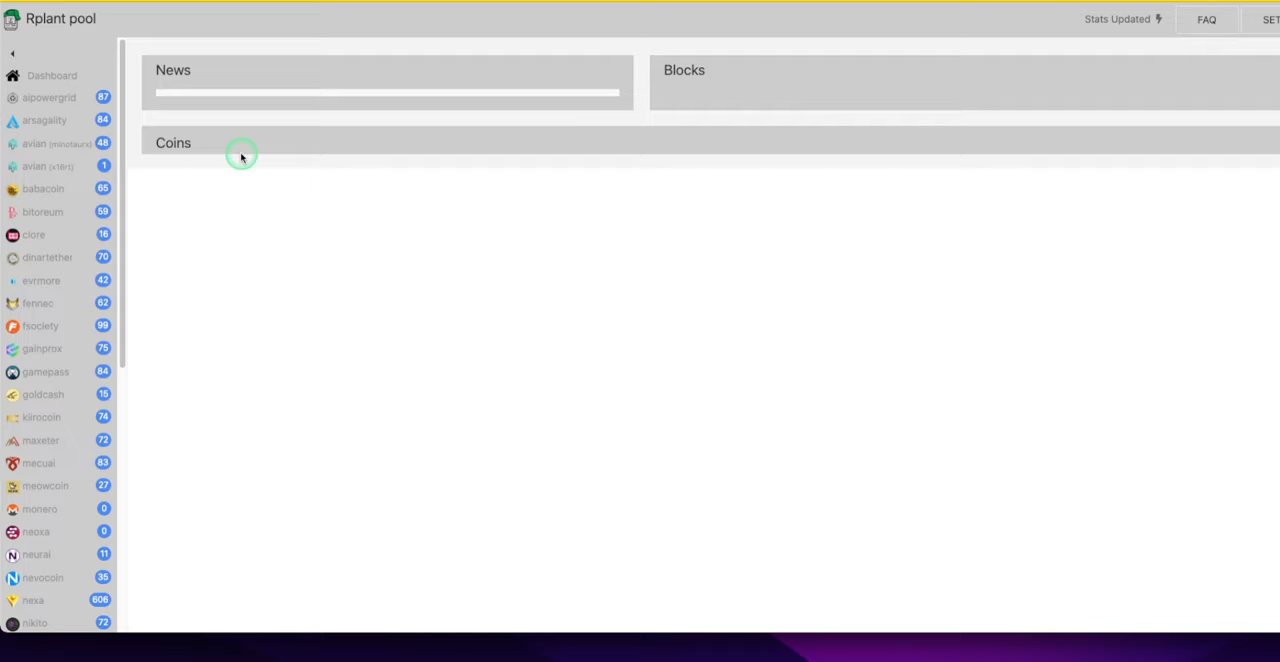 Rplant pool
Stats Updated
FAQ
SET
Dashboard
aipowergrid 87
arsagality 84
avian (minotaurx) 48
avian (x16rt) 1
babacoin 65
bitoreum 59
clore 16
dinartether 70
evrmore 42
fennec 62
fsociety 99
gainprox 75
gamepass 84
goldcash 15
kiirocoin 74
maxeter 72
mecuai 83
meowcoin 27
monero 0
neoxa 0
neurai 11
nevocoin 35
nexa 606
nikito 72
News
Blocks
Coins